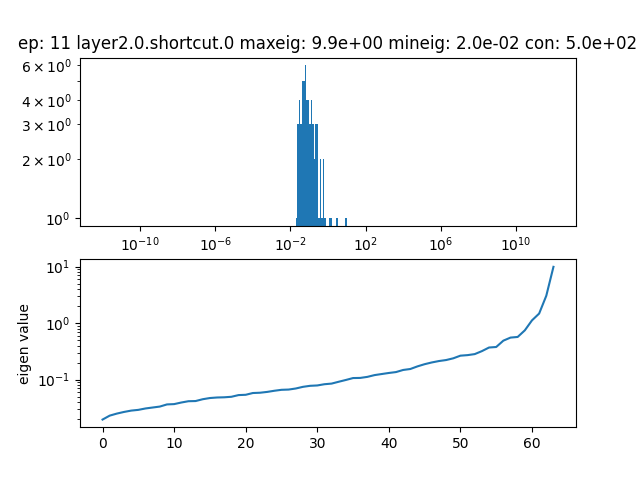 ep: 11 layer2.0.shortcut.0 maxeig: 9.9e+00 mineig: 2.0e-02 con: 5.0e+02
6 × 10⁰
4 × 10⁰
3 × 10⁰
2 × 10⁰
10⁰
10⁻¹⁰ 10⁻⁶ 10⁻² 10² 10⁶ 10¹⁰
10¹
10⁰
10⁻¹
eigen value
0 10 20 30 40 50 60